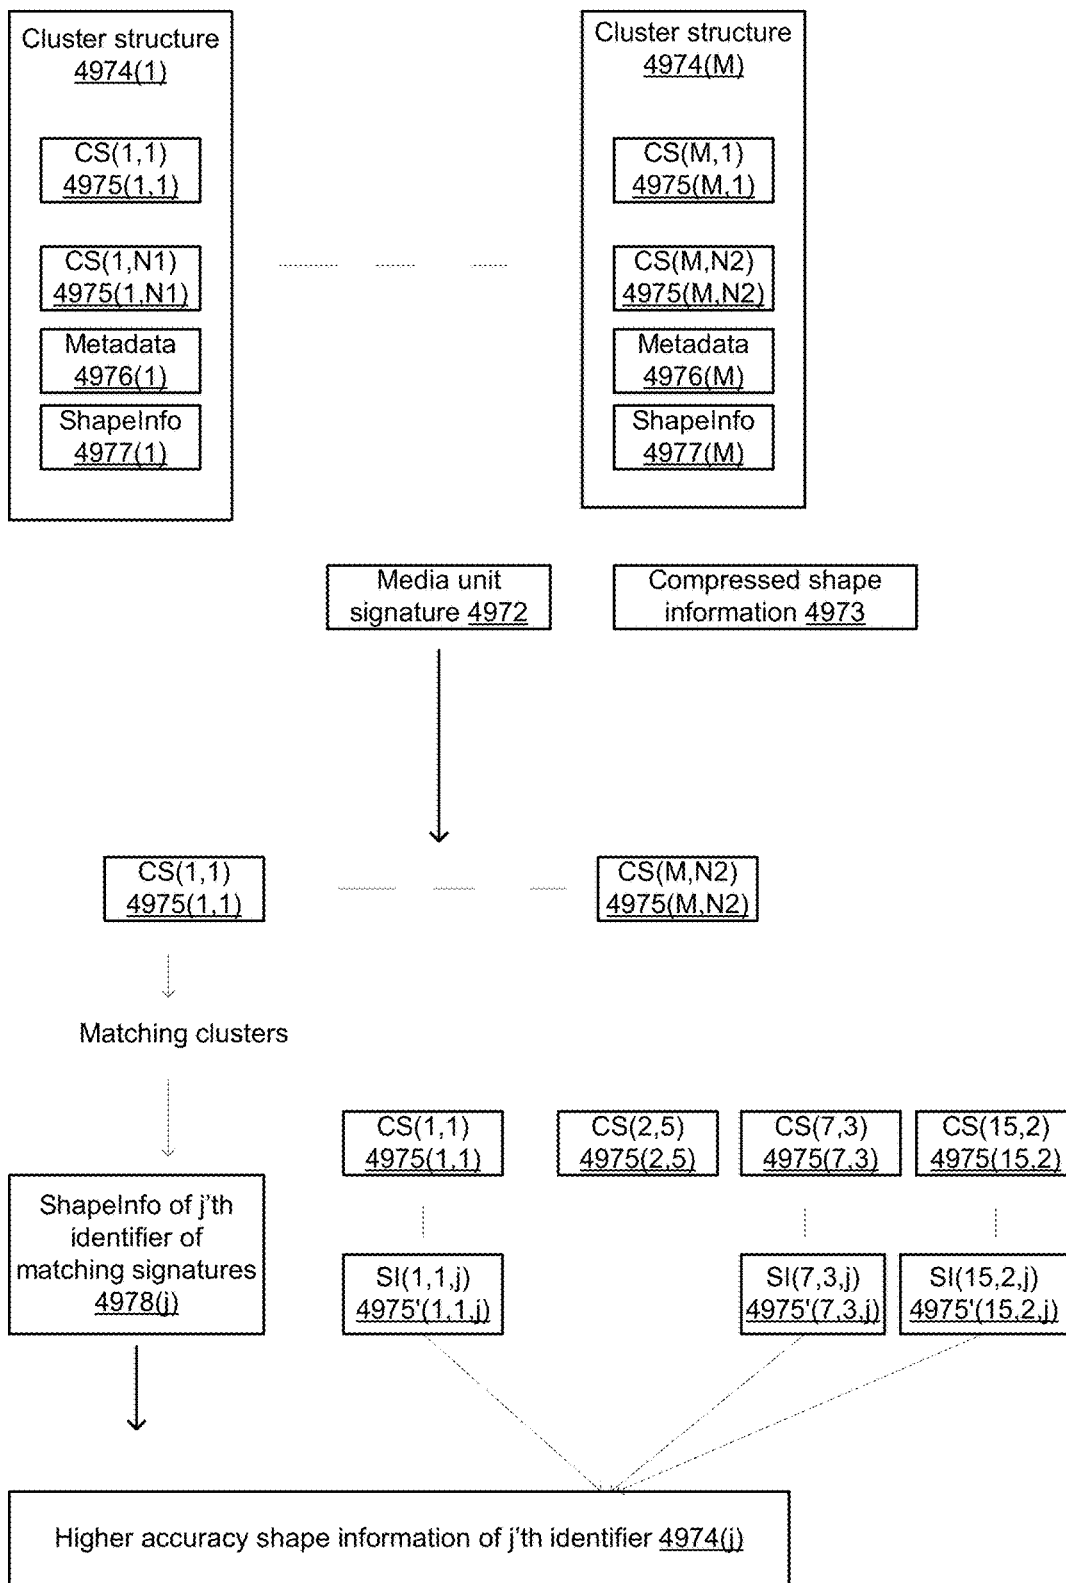 Cluster structure
4974(1)
CS(1,1)
4975(1,1)
CS(1,N1)
4975(1,N1)
Metadata
4976(1)
ShapeInfo
4977(1)
Cluster structure
4974(M)
CS(M,1)
4975(M,1)
CS(M,N2)
4975(M,N2)
Metadata
4976(M)
ShapeInfo
4977(M)
Media unit
signature 4972
Compressed shape
information 4973
CS(1,1)
4975(1,1)
CS(M,N2)
4975(M,N2)
Matching clusters
CS(1,1)
4975(1,1)
CS(2,5)
4975(2,5)
CS(7,3)
4975(7,3)
CS(15,2)
4975(15,2)
ShapeInfo of j'th
identifier of
matching signatures
4978(j)
SI(1,1,j)
4975'(1,1,j)
SI(7,3,j)
4975'(7,3,j)
SI(15,2,j)
4975'(15,2,j)
Higher accuracy shape information of j'th identifier 4974(j)